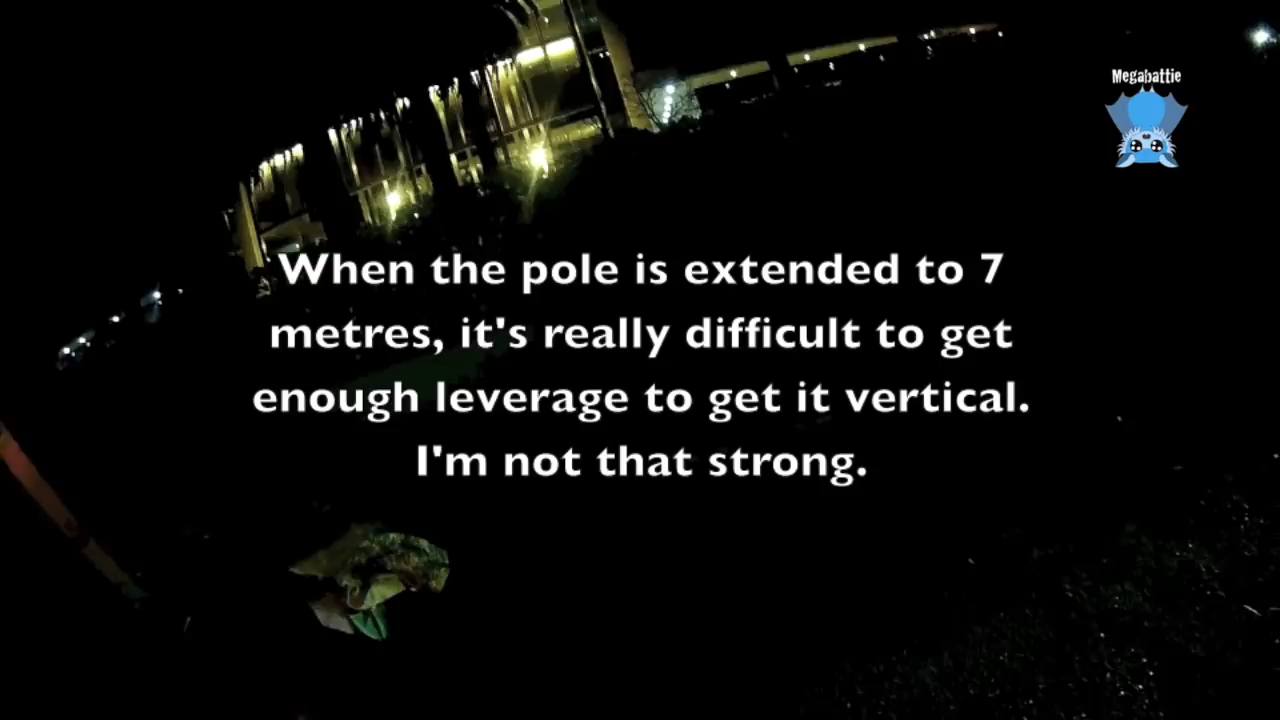 Megabattie
When the pole is extended to 7
metres, it's really difficult to get
enough leverage to get it vertical.
I'm not that strong.